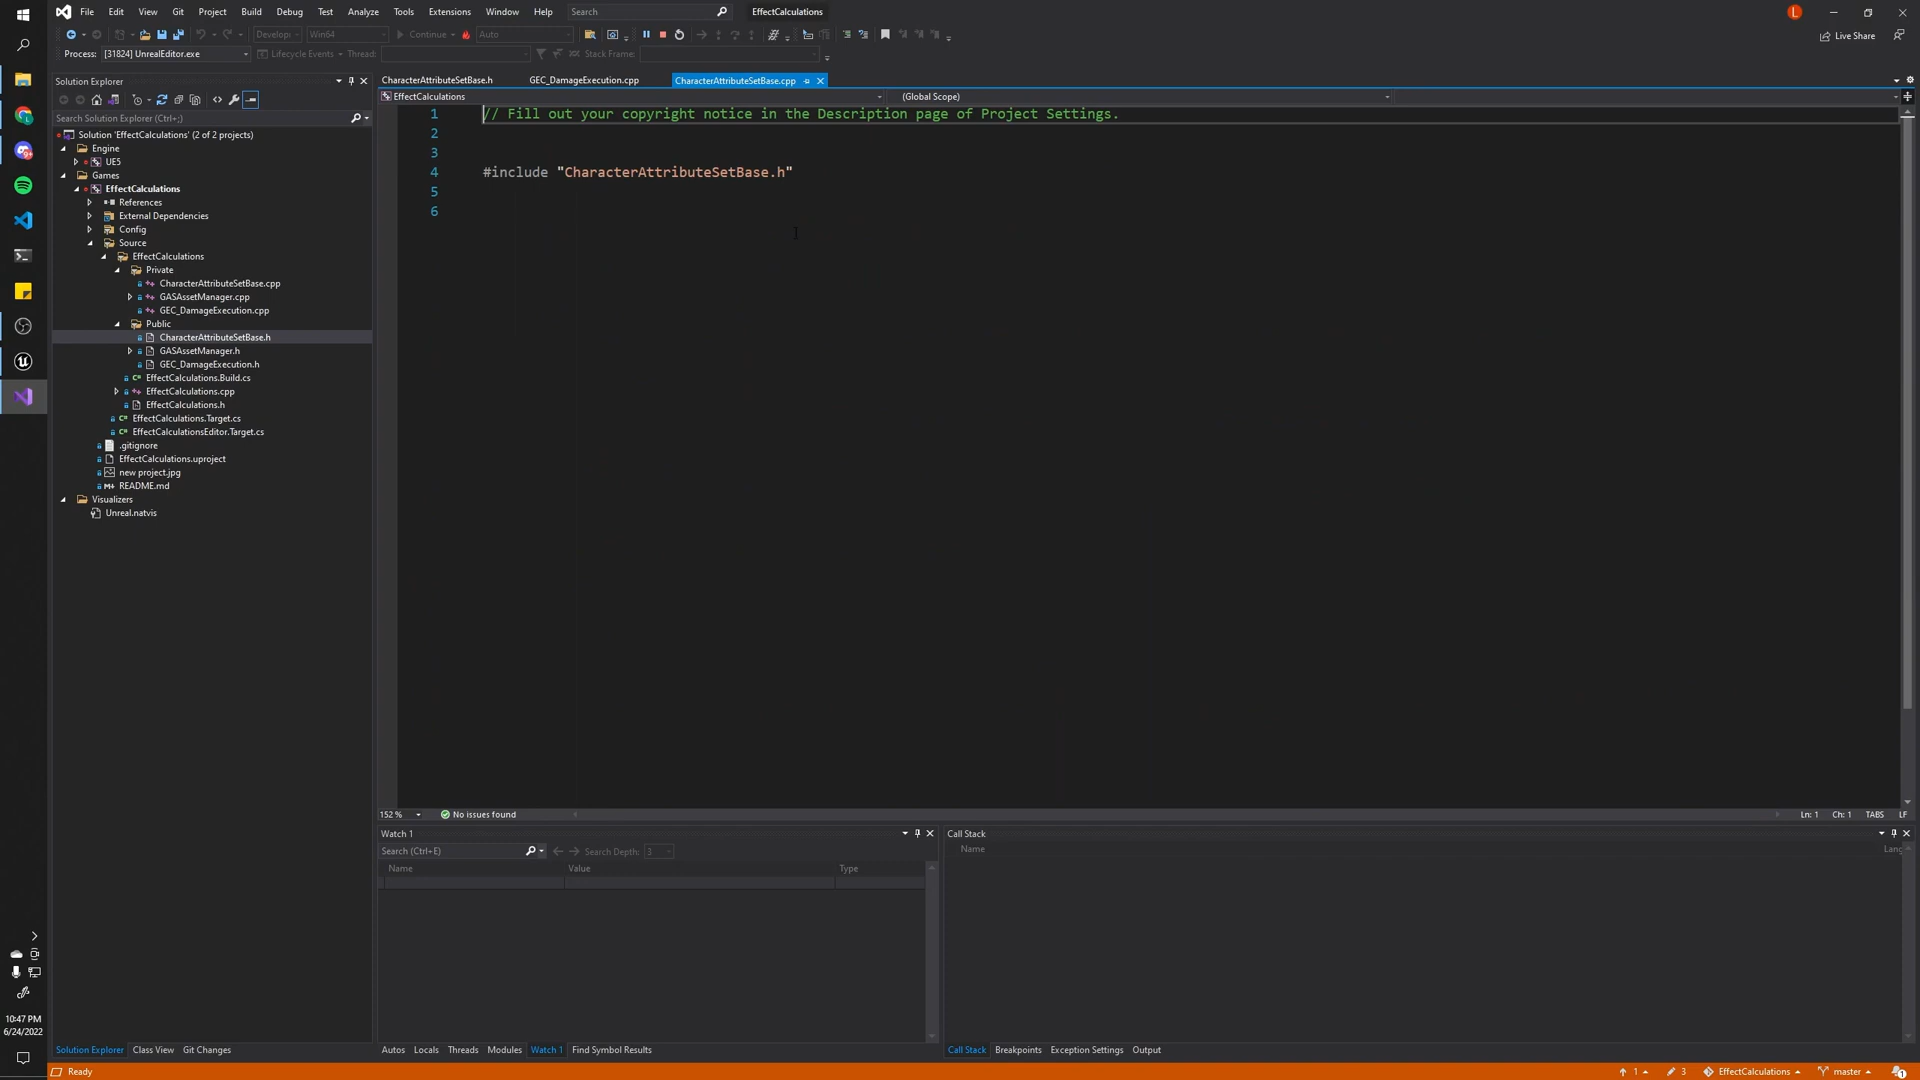 File Edit View Git Project Build Debug Test Analyze Tools Extensions Window Help Search EffectCalculations L
Develop Win64 Continue Auto Live Share
Process: [31824] UnrealEditor.exe Lifecycle Events Thread: Stack Frame:
Solution Explorer
Search Solution Explorer (Ctrl+;)
Solution 'EffectCalculations' (2 of 2 projects)
Engine
UE5
Games
EffectCalculations
References
External Dependencies
Config
Source
EffectCalculations
Private
CharacterAttributeSetBase.cpp
GASAssetManager.cpp
GEC_DamageExecution.cpp
Public
CharacterAttributeSetBase.h
GASAssetManager.h
GEC_DamageExecution.h
EffectCalculations.Build.cs
EffectCalculations.cpp
EffectCalculations.h
EffectCalculations.Target.cs
EffectCalculationsEditor.Target.cs
.gitignore
EffectCalculations.uproject
new project.jpg
README.md
Visualizers
Unreal.natvis
Solution Explorer Class View Git Changes
CharacterAttributeSetBase.h GEC_DamageExecution.cpp CharacterAttributeSetBase.cpp
EffectCalculations (Global Scope)
1 // Fill out your copyright notice in the Description page of Project Settings.
2
3
4 #include "CharacterAttributeSetBase.h"
5
6
152 % No issues found Ln: 1 Ch: 1 TABS LF
Watch 1
Search (Ctrl+E) Search Depth: 3
Name Value Type
Autos Locals Threads Modules Watch 1 Find Symbol Results
Call Stack
Name Lang
Call Stack Breakpoints Exception Settings Output
10:47 PM
6/24/2022
Ready 1 3 EffectCalculations master 1